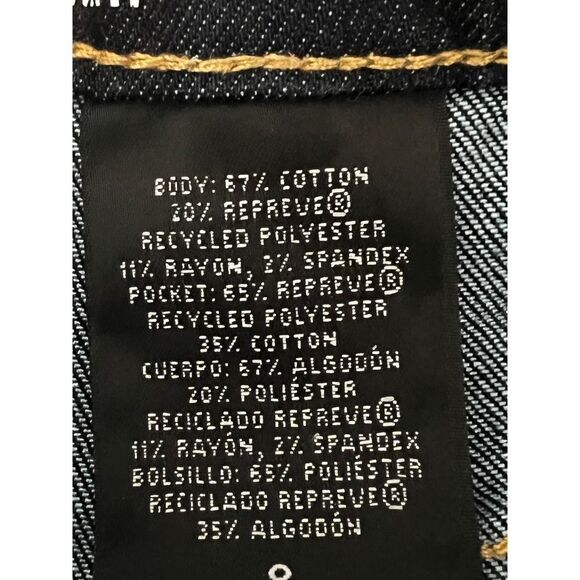 BODY: 67% COTTON
20% REPREVE®
RECYCLED POLYESTER
11% RAYON, 2% SPANDEX
POCKET: 65% REPREVE®
RECYCLED POLYESTER
35% COTTON
CUERPO: 67% ALGODÓN
20% POLIÉSTER
RECICLADO REPREVE®
11% RAYÓN, 2% SPANDEX
BOLSILLO: 65% POLIÉSTER
RECICLADO REPREVE®
35% ALGODÓN